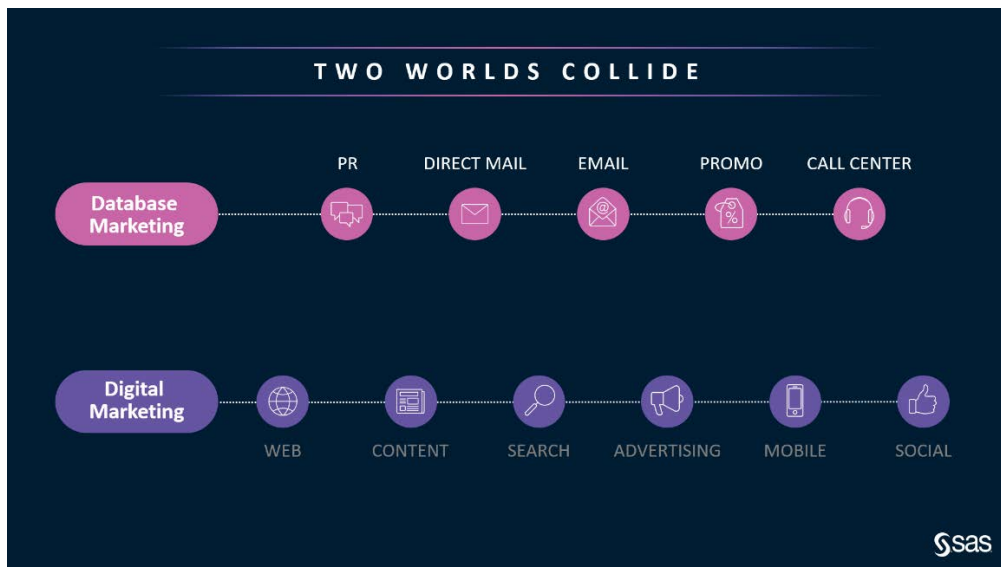 TWO WORLDS COLLIDE
PR
DIRECT MAIL
EMAIL
PROMO
CALL CENTER
Database
Marketing
@
%
Digital
Marketing
WEB
CONTENT
SEARCH
ADVERTISING
MOBILE
SOCIAL
sas